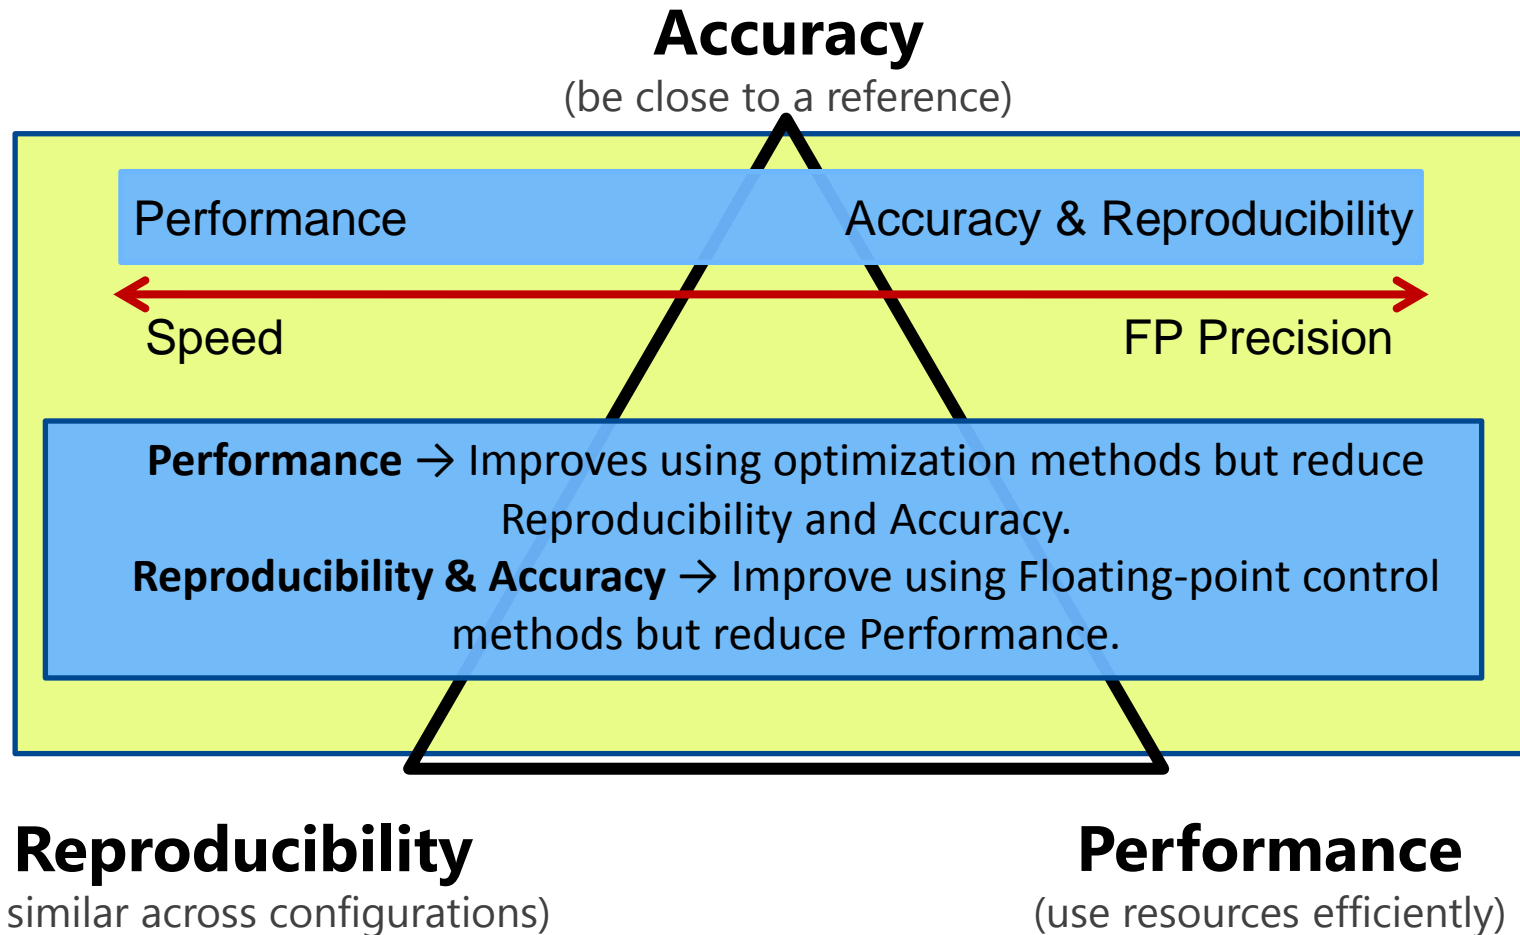 Accuracy
(be close to a reference)
Performance Accuracy & Reproducibility
Speed FP Precision
Performance → Improves using optimization methods but reduce
Reproducibility and Accuracy.
Reproducibility & Accuracy → Improve using Floating-point control
methods but reduce Performance.
Reproducibility Performance
similar across configurations) (use resources efficiently)